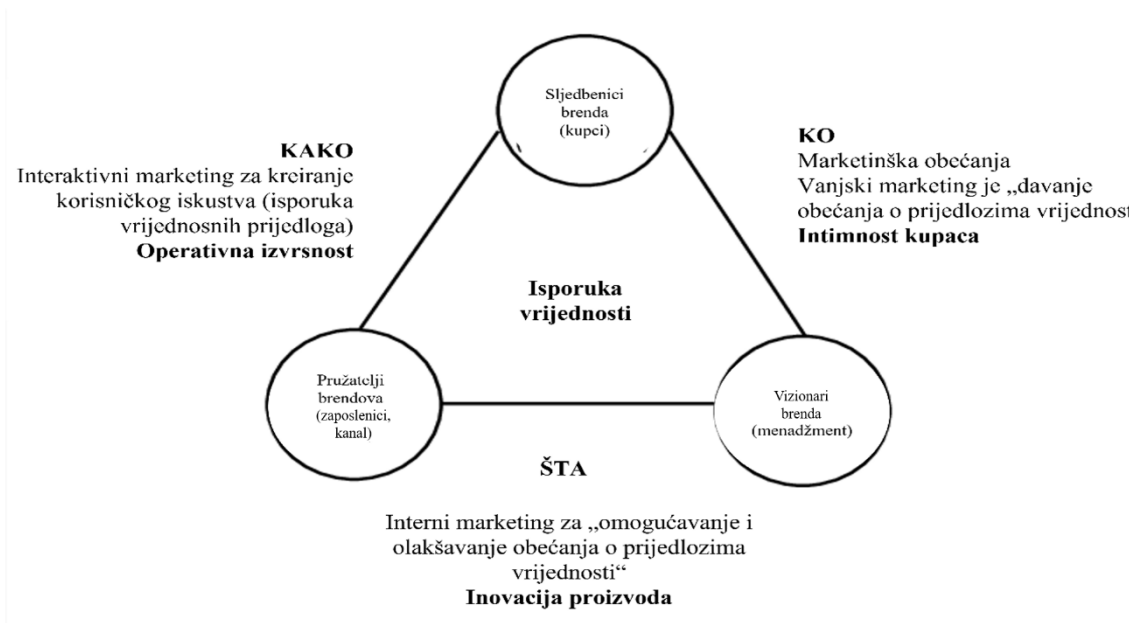 Sljedbenici
brenda
(kupci)
KAKO
Interaktivni marketing za kreiranje
korisničkog iskustva (isporuka
vrijednosnih prijedloga)
Operativna izvrsnost
KO
Marketinška obećanja
Vanjski marketing je „davanje
obećanja o prijedlozima vrijednost
Intimnost kupaca
Isporuka
vrijednosti
Pružatelji
brendova
(zaposlenici,
kanal)
Vizionari
brenda
(menadžment)
ŠTA
Interni marketing za „omogućavanje i
olakšavanje obećanja o prijedlozima
vrijednosti“
Inovacija proizvoda